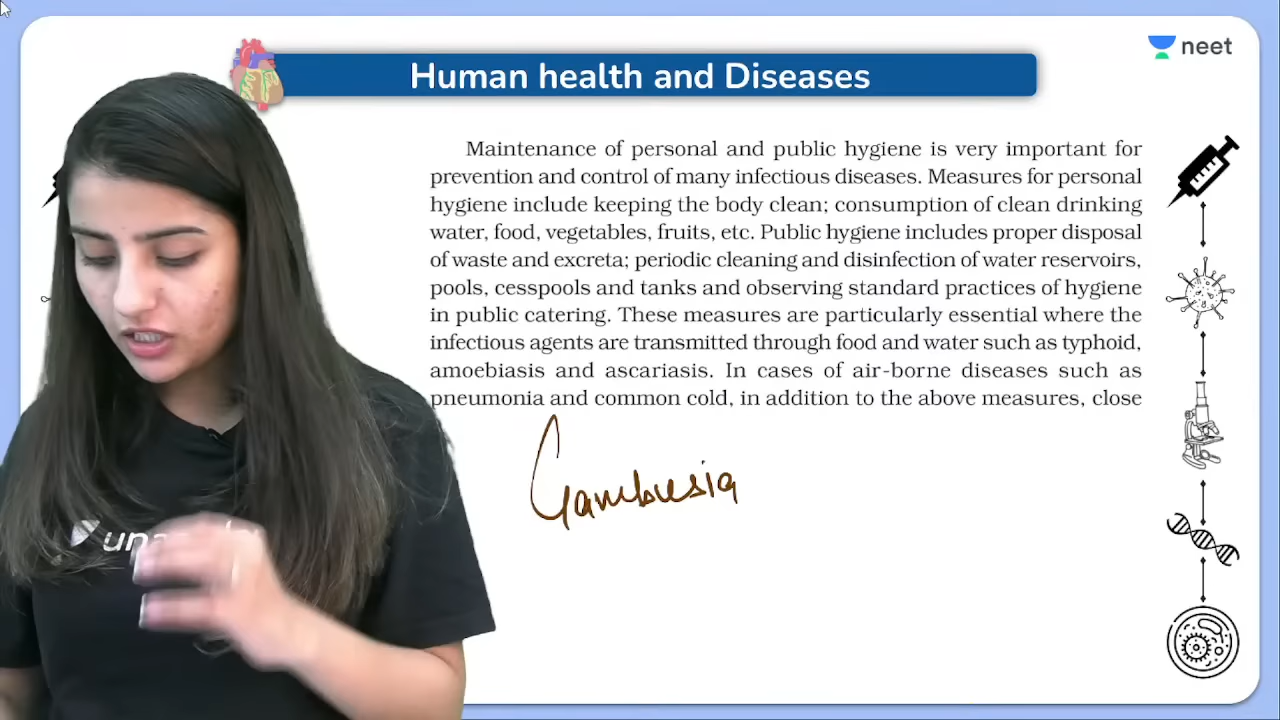 neet
Human health and Diseases
Maintenance of personal and public hygiene is very important for
prevention and control of many infectious diseases. Measures for personal
hygiene include keeping the body clean; consumption of clean drinking
water, food, vegetables, fruits, etc. Public hygiene includes proper disposal
of waste and excreta; periodic cleaning and disinfection of water reservoirs,
pools, cesspools and tanks and observing standard practices of hygiene
in public catering. These measures are particularly essential where the
infectious agents are transmitted through food and water such as typhoid,
amoebiasis and ascariasis. In cases of air-borne diseases such as
pneumonia and common cold, in addition to the above measures, close
Gambusia